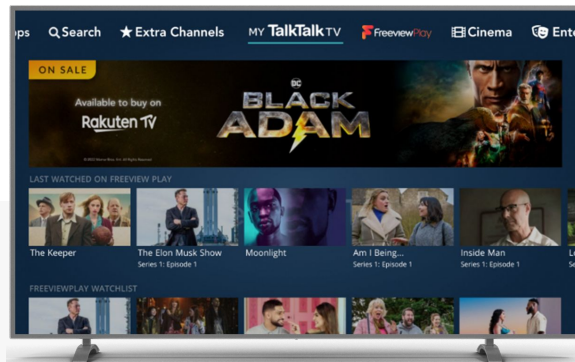 ps
Search
Extra Channels
MY TalkTalk TV
FreeviewPlay
Cinema
Ente
ON SALE
Available to buy on
Rakuten TV
DC
BLACK
ADAM
LAST WATCHED ON FREEVIEW PLAY
The Keeper
The Elon Musk Show
Series 1: Episode 1
Moonlight
Am I Being...
Series 1: Episode 1
Inside Man
Series 1: Episode 1
FREEVIEWPLAY WATCHLIST